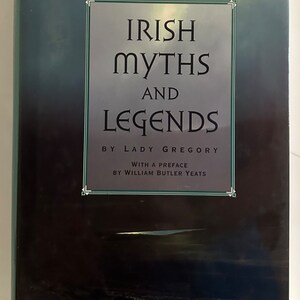 IRISH
MYTHS
AND
LEGENDS
BY LADY GREGORY
WITH A PREFACE
BY WILLIAM BUTLER YEATS